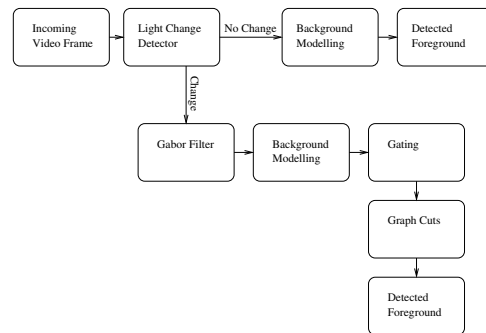 Incoming
Video Frame
Light Change
Detector
No Change
Background
Modelling
Detected
Foreground
Change
Gabor Filter
Background
Modelling
Gating
Graph Cuts
Detected
Foreground